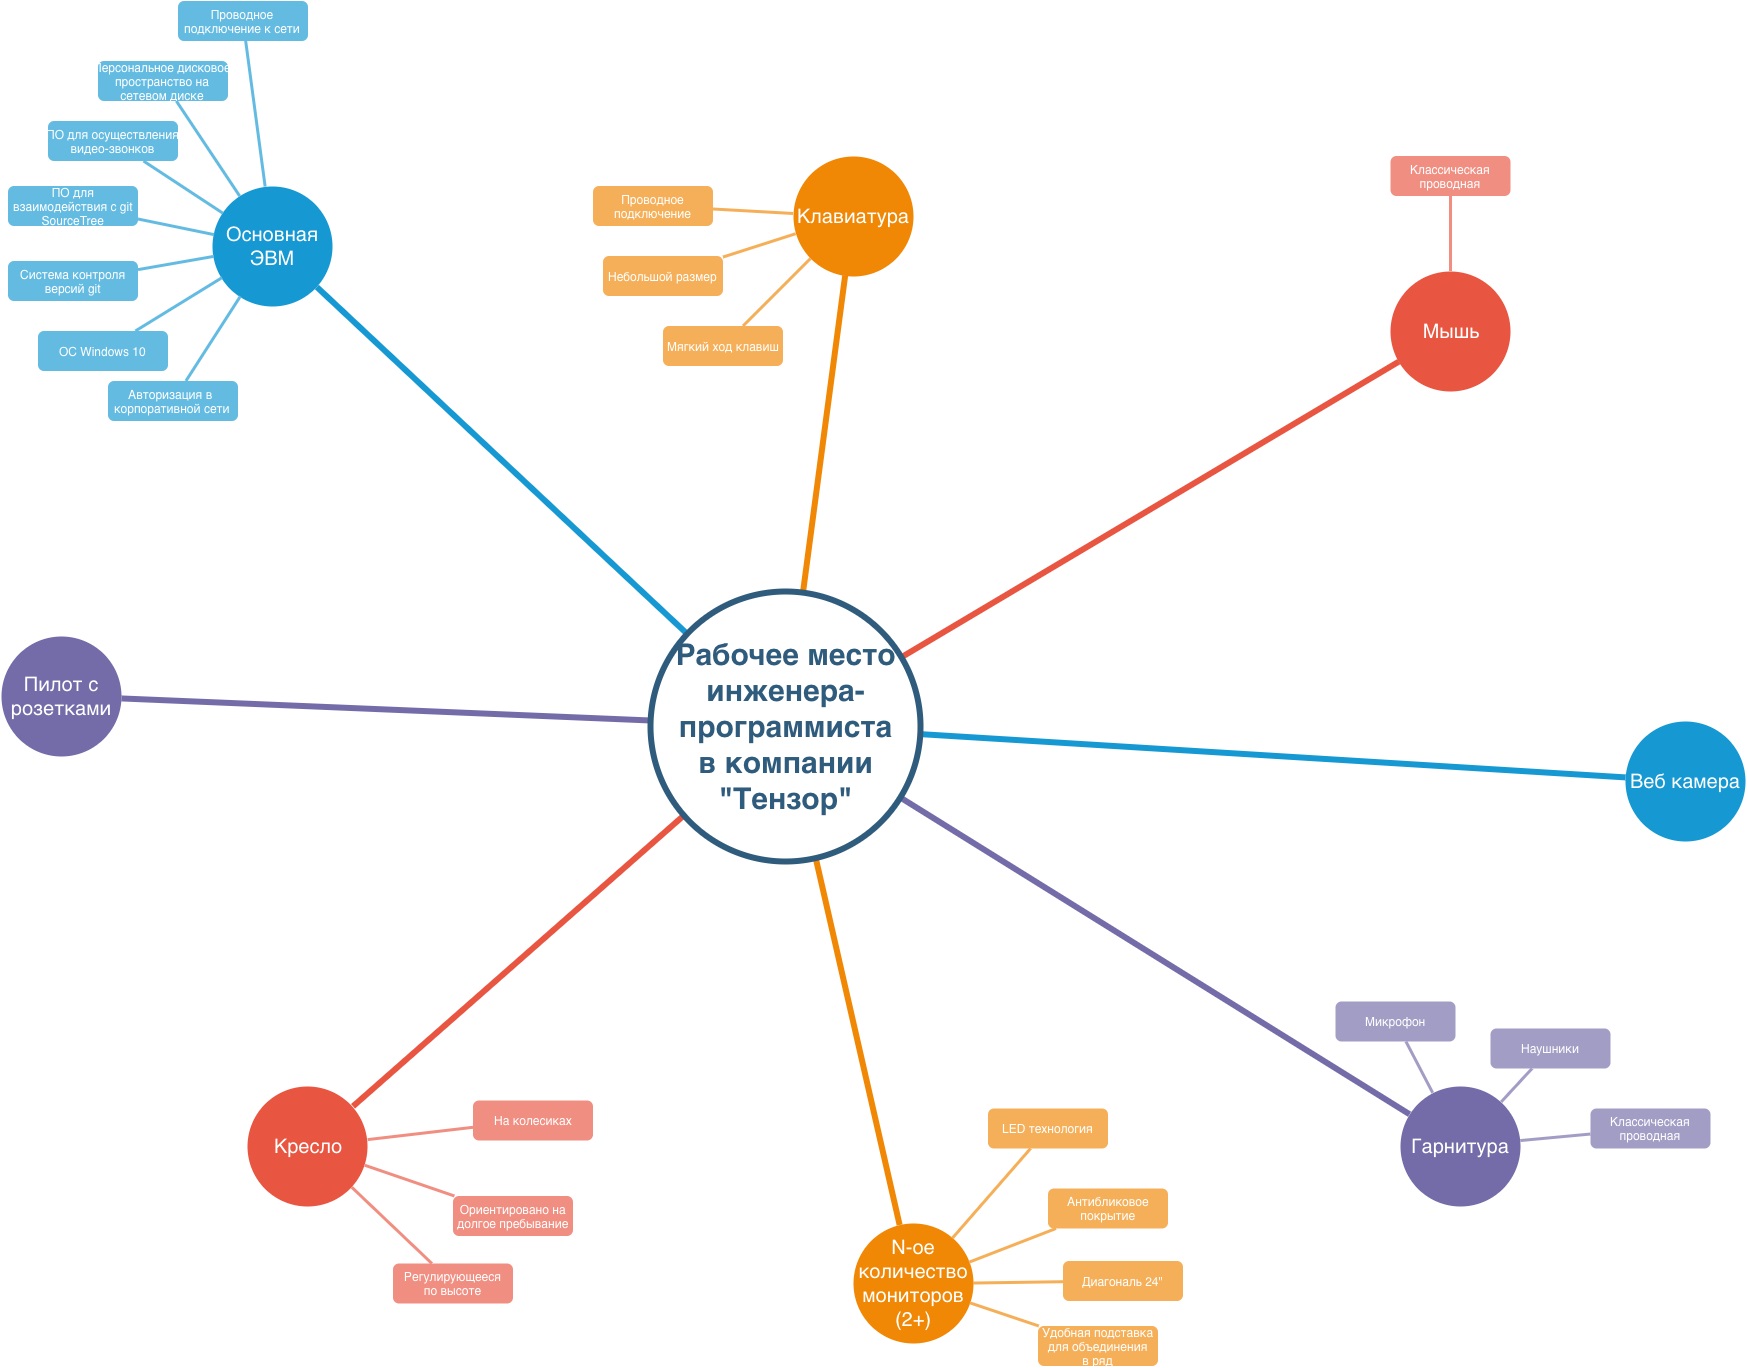 Проводное
подключение к сети
Персональное дисковое
пространство на
сетевом диске
ПО для осуществления
видео-звонков
ПО для
взаимодействия с git
SourceTree
Система контроля
версий git
ОС Windows 10
Авторизация в
корпоративной сети
Основная
ЭВМ
Проводное
подключение
Небольшой размер
Мягкий ход клавиш
Клавиатура
Классическая
проводная
Мышь
Пилот с
розетками
Рабочее место
инженера-
программиста
в компании
"Тензор"
Веб камера
Кресло
На колесиках
Ориентировано на
долгое пребывание
Регулирующееся
по высоте
LED технология
Антибликовое
покрытие
Диагональ 24"
Удобная подставка
для объединения
в ряд
N-ое
количество
мониторов
(2+)
Микрофон
Наушники
Классическая
проводная
Гарнитура